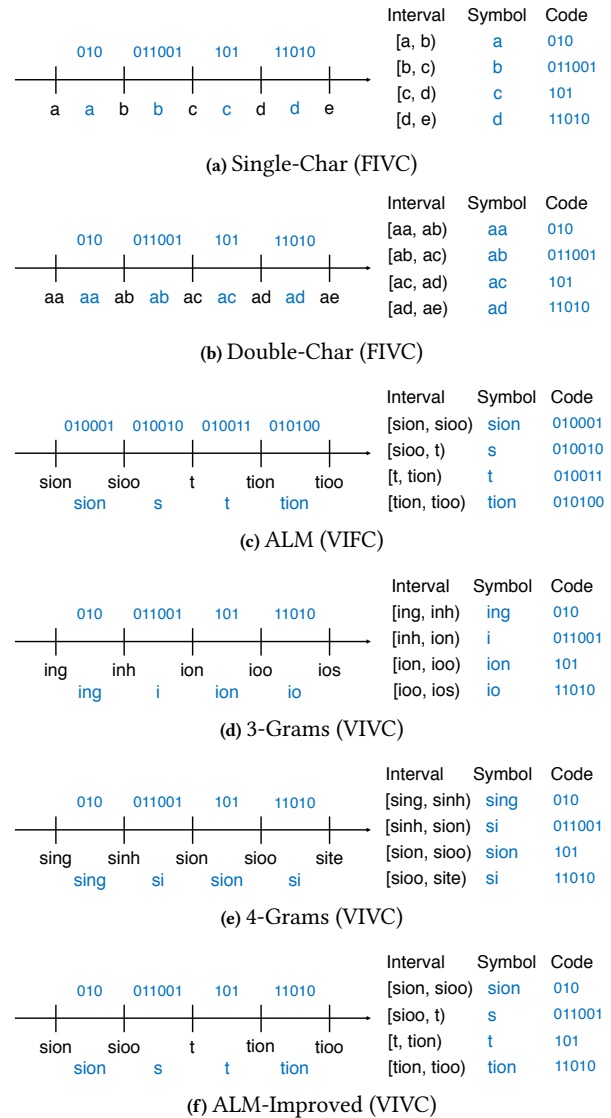 Interval Symbol Code
010 011001 101 11010
[a, b) a 010
[b, c) b 011001
[c, d) c 101
[d, e) d 11010
a a b b c c d d e
(a) Single-Char (FIVC)
Interval Symbol Code
010 011001 101 11010
[aa, ab) aa 010
[ab, ac) ab 011001
[ac, ad) ac 101
[ad, ae) ad 11010
aa aa ab ab ac ac ad ad ae
(b) Double-Char (FIVC)
Interval Symbol Code
010001 010010 010011 010100
[sion, sioo) sion 010001
[sioo, t) s 010010
[t, tion) t 010011
[tion, tioo) tion 010100
sion sioo t tion tioo
sion s t tion
(c) ALM (VIFC)
Interval Symbol Code
010 011001 101 11010
[ing, inh) ing 010
[inh, ion) i 011001
[ion, ioo) ion 101
[ioo, ios) io 11010
ing inh ion ioo ios
ing i ion io
(d) 3-Grams (VIVC)
Interval Symbol Code
010 011001 101 11010
[sing, sinh) sing 010
[sinh, sion) si 011001
[sion, sioo) sion 101
[sioo, site) si 11010
sing sinh sion sioo site
sing si sion si
(e) 4-Grams (VIVC)
Interval Symbol Code
010 011001 101 11010
[sion, sioo) sion 010
[sioo, t) s 011001
[t, tion) t 101
[tion, tioo) tion 11010
sion sioo t tion tioo
sion s t tion
(f) ALM-Improved (VIVC)